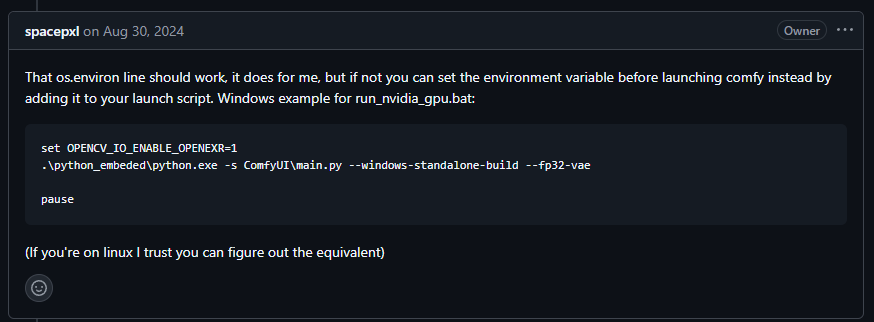 spacepxl on Aug 30, 2024 Owner ...
That os.environ line should work, it does for me, but if not you can set the environment variable before launching comfy instead by
adding it to your launch script. Windows example for run_nvidia_gpu.bat:
set OPENCV_IO_ENABLE_OPENEXR=1
.\python_embeded\python.exe -s ComfyUI\main.py --windows-standalone-build --fp32-vae
pause
(If you're on linux I trust you can figure out the equivalent)